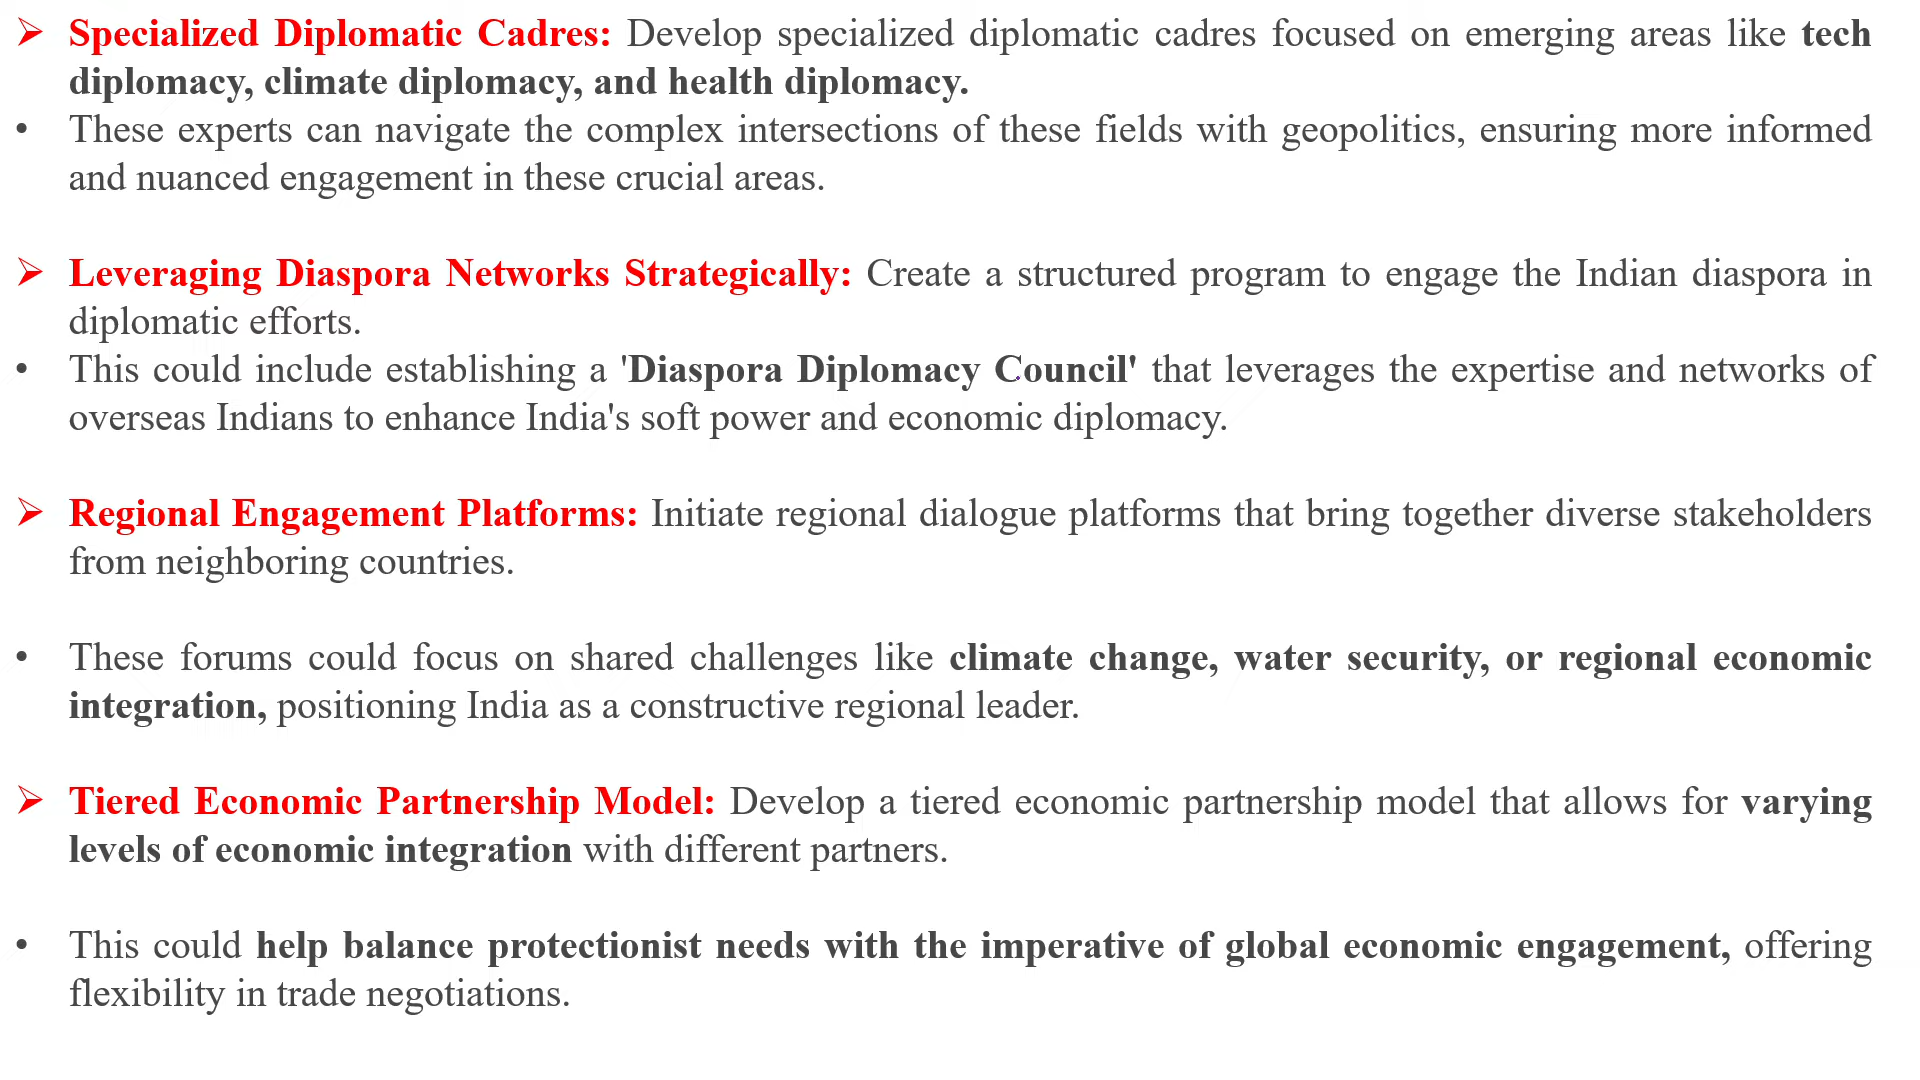 ➢ Specialized Diplomatic Cadres: Develop specialized diplomatic cadres focused on emerging areas like tech
diplomacy, climate diplomacy, and health diplomacy.
• These experts can navigate the complex intersections of these fields with geopolitics, ensuring more informed
and nuanced engagement in these crucial areas.
➢ Leveraging Diaspora Networks Strategically: Create a structured program to engage the Indian diaspora in
diplomatic efforts.
• This could include establishing a 'Diaspora Diplomacy Council' that leverages the expertise and networks of
overseas Indians to enhance India's soft power and economic diplomacy.
➢ Regional Engagement Platforms: Initiate regional dialogue platforms that bring together diverse stakeholders
from neighboring countries.
• These forums could focus on shared challenges like climate change, water security, or regional economic
integration, positioning India as a constructive regional leader.
➢ Tiered Economic Partnership Model: Develop a tiered economic partnership model that allows for varying
levels of economic integration with different partners.
• This could help balance protectionist needs with the imperative of global economic engagement, offering
flexibility in trade negotiations.